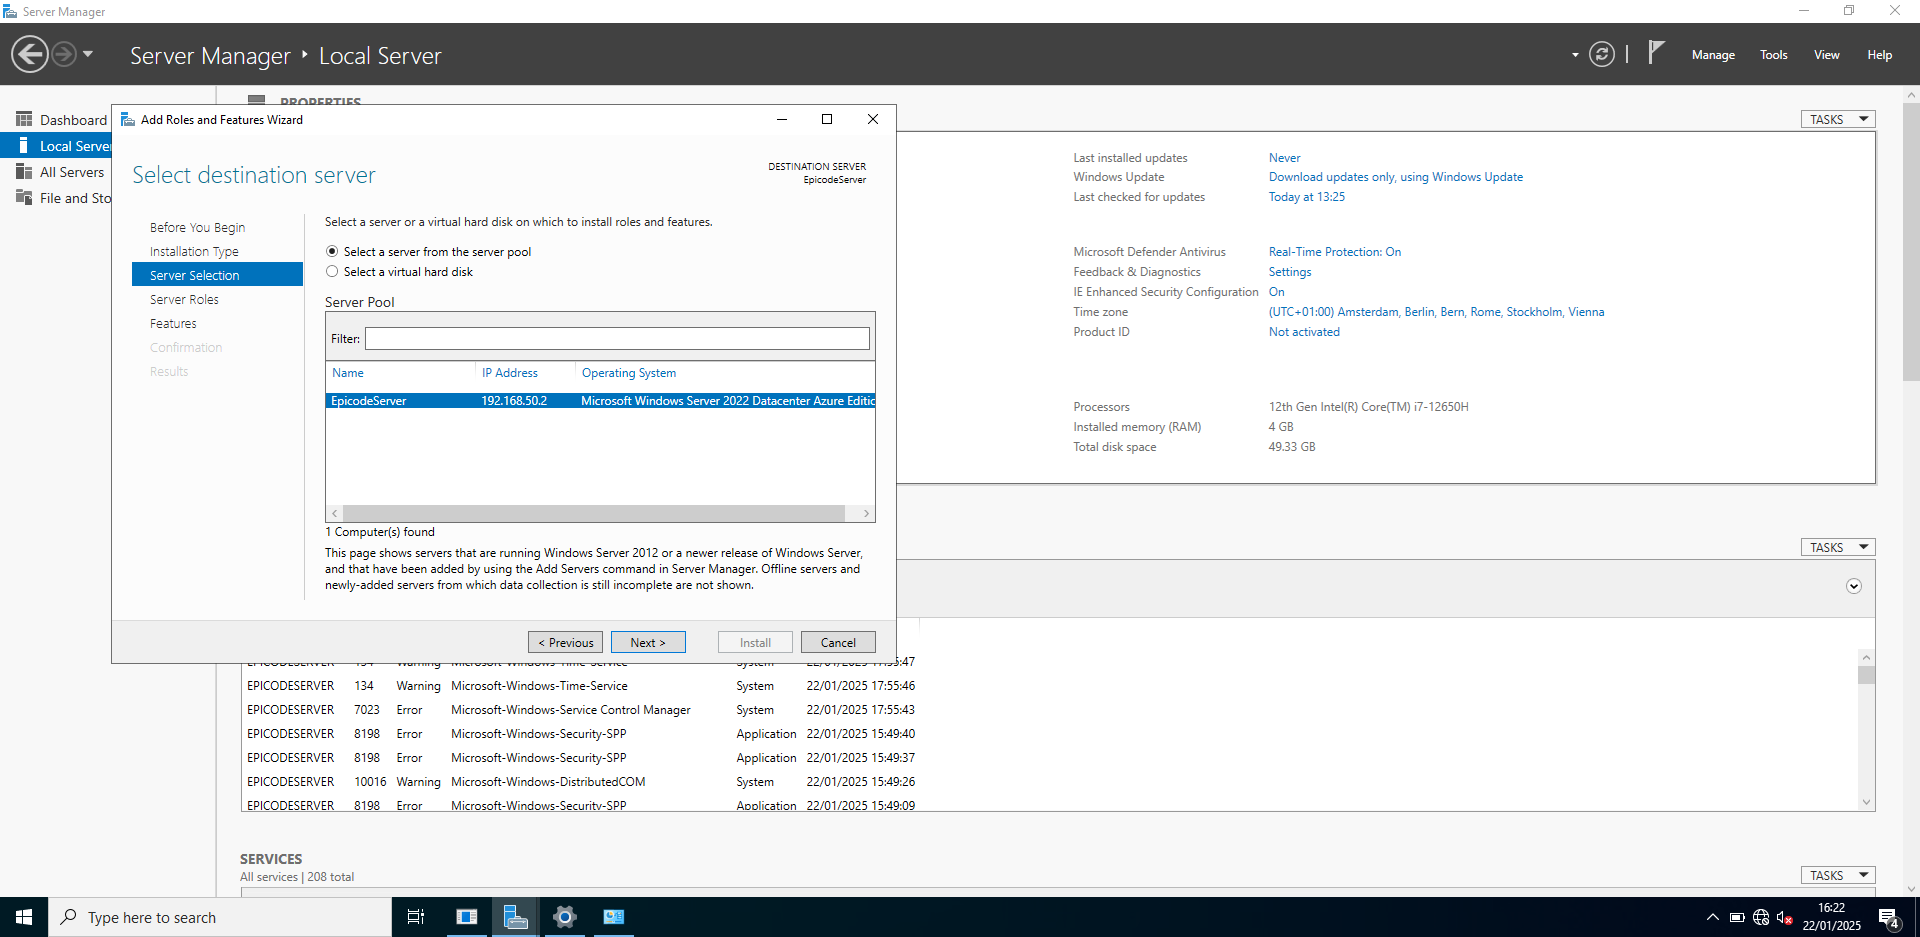 Server Manager
Server Manager ‣ Local Server
Manage Tools View Help
Dashboard
Local Serve
All Servers
File and Sto
PROPERTIES
TASKS
Add Roles and Features Wizard
Select destination server
DESTINATION SERVER
EpicodeServer
Before You Begin
Installation Type
Server Selection
Server Roles
Features
Confirmation
Results
Select a server or a virtual hard disk on which to install roles and features.
Select a server from the server pool
Select a virtual hard disk
Server Pool
Filter:
Name IP Address Operating System
EpicodeServer 192.168.50.2 Microsoft Windows Server 2022 Datacenter Azure Editic
1 Computer(s) found
This page shows servers that are running Windows Server 2012 or a newer release of Windows Server,
and that have been added by using the Add Servers command in Server Manager. Offline servers and
newly-added servers from which data collection is still incomplete are not shown.
< Previous Next > Install Cancel
Last installed updates Never
Windows Update Download updates only, using Windows Update
Last checked for updates Today at 13:25
Microsoft Defender Antivirus Real-Time Protection: On
Feedback & Diagnostics Settings
IE Enhanced Security Configuration On
Time zone (UTC+01:00) Amsterdam, Berlin, Bern, Rome, Stockholm, Vienna
Product ID Not activated
Processors 12th Gen Intel(R) Core(TM) i7-12650H
Installed memory (RAM) 4 GB
Total disk space 49.33 GB
TASKS
EPICODESERVER 134 Warning Microsoft-Windows-Time-Service System 22/01/2025 17:55:47
EPICODESERVER 134 Warning Microsoft-Windows-Time-Service System 22/01/2025 17:55:46
EPICODESERVER 7023 Error Microsoft-Windows-Service Control Manager System 22/01/2025 17:55:43
EPICODESERVER 8198 Error Microsoft-Windows-Security-SPP Application 22/01/2025 15:49:40
EPICODESERVER 8198 Error Microsoft-Windows-Security-SPP Application 22/01/2025 15:49:37
EPICODESERVER 10016 Warning Microsoft-Windows-DistributedCOM System 22/01/2025 15:49:26
EPICODESERVER 8198 Error Microsoft-Windows-Security-SPP Application 22/01/2025 15:49:09
SERVICES
All services | 208 total
TASKS
Type here to search
16:22
22/01/2025
4